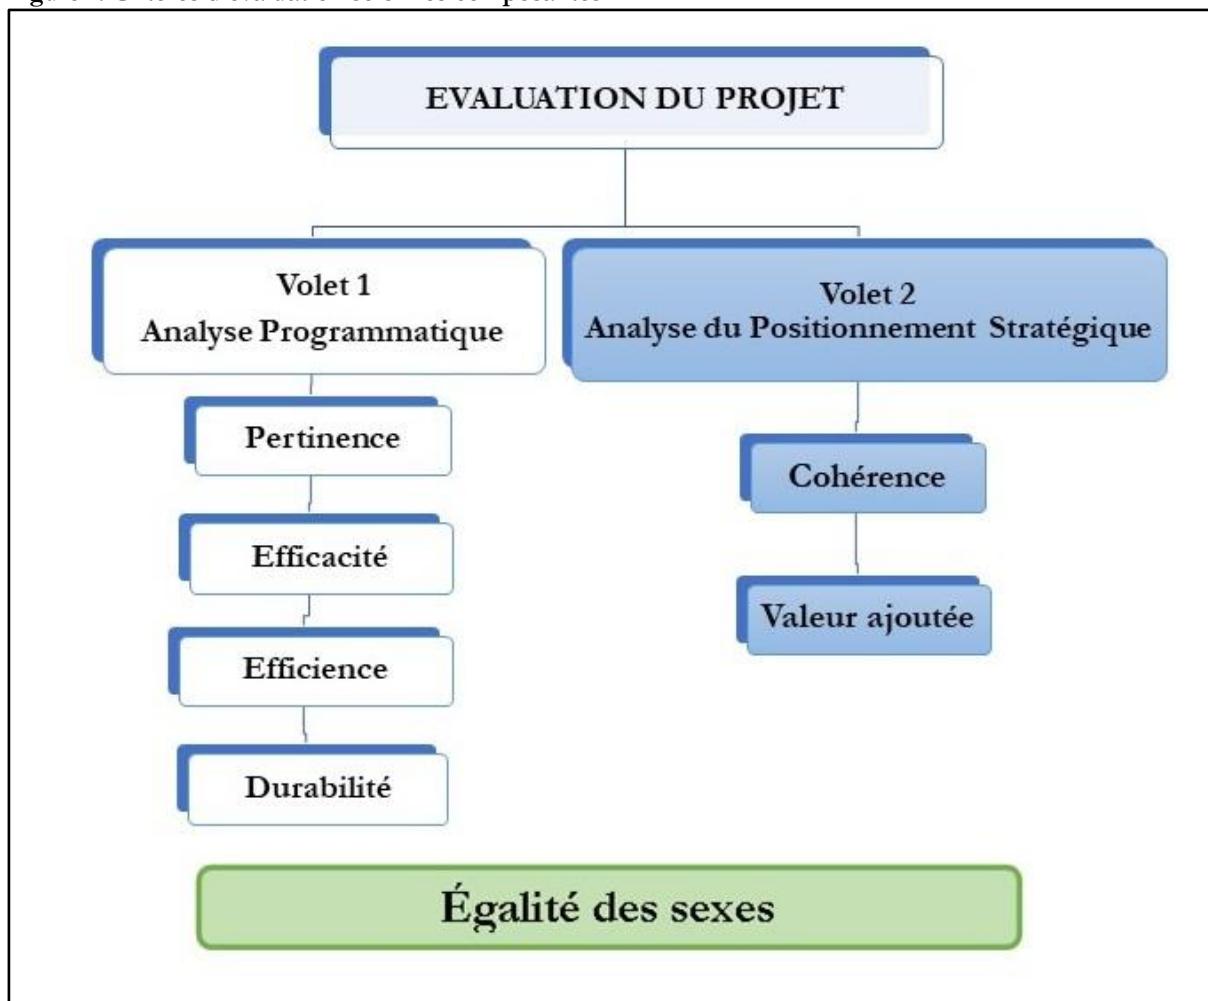 EVALUATION DU PROJET
Volet 1
Analyse Programmatique
Volet 2
Analyse du Positionnement Stratégique
Pertinence
Efficacité
Efficience
Durabilité
Cohérence
Valeur ajoutée
Égalité des sexes